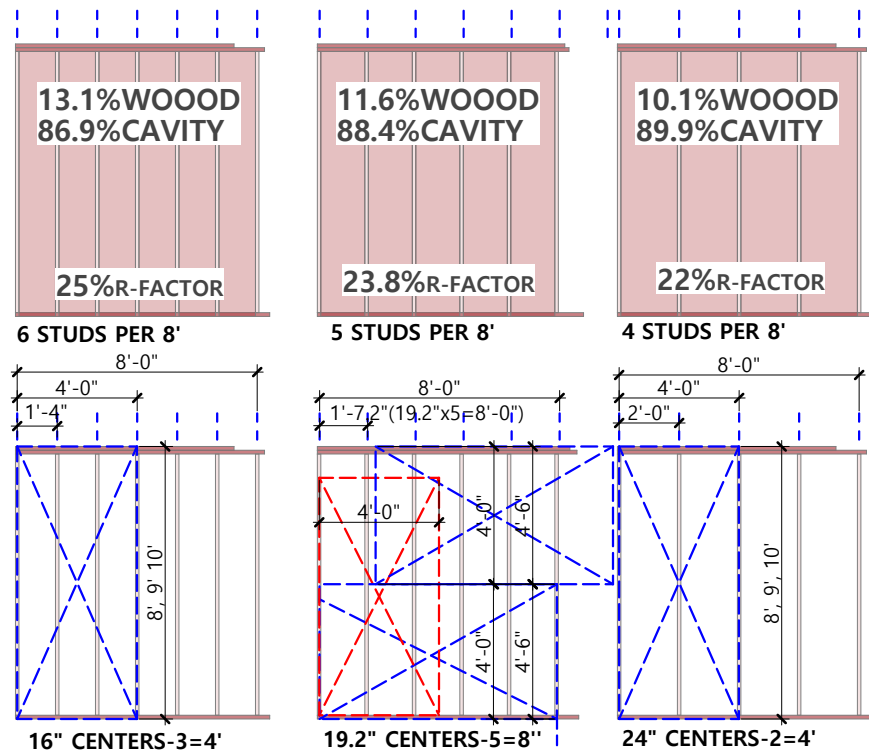 13.1%WOOOD
86.9%CAVITY
25%R-FACTOR
6 STUDS PER 8'
11.6%WOOOD
88.4%CAVITY
23.8%R-FACTOR
5 STUDS PER 8'
10.1%WOOOD
89.9%CAVITY
22%R-FACTOR
4 STUDS PER 8'
8'-0"
4'-0"
1'-4"
8', 9' 10'
16" CENTERS-3=4'
8'-0"
1'-7.2"(19.2"x5=8'-0")
4'-0"
4'-0"
4'-6"
4'-0"
4'-6"
19.2" CENTERS-5=8''
8'-0"
4'-0"
2'-0"
8', 9' 10'
24" CENTERS-2=4'